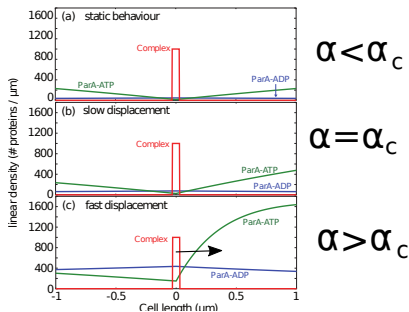 (a) static behaviour
1600
1200
800
400
0
Complex
ParA-ATP
ParA-ADP
α<αc
(b) slow displacement
1600
1200
800
400
0
Complex
ParA-ATP
ParA-ADP
α=αc
(c) fast displacement
1600
1200
800
400
0
Complex
ParA-ATP
ParA-ADP
α>αc
linear density (# proteins / μm)
-1 -0.5 0 0.5 1
Cell length (μm)